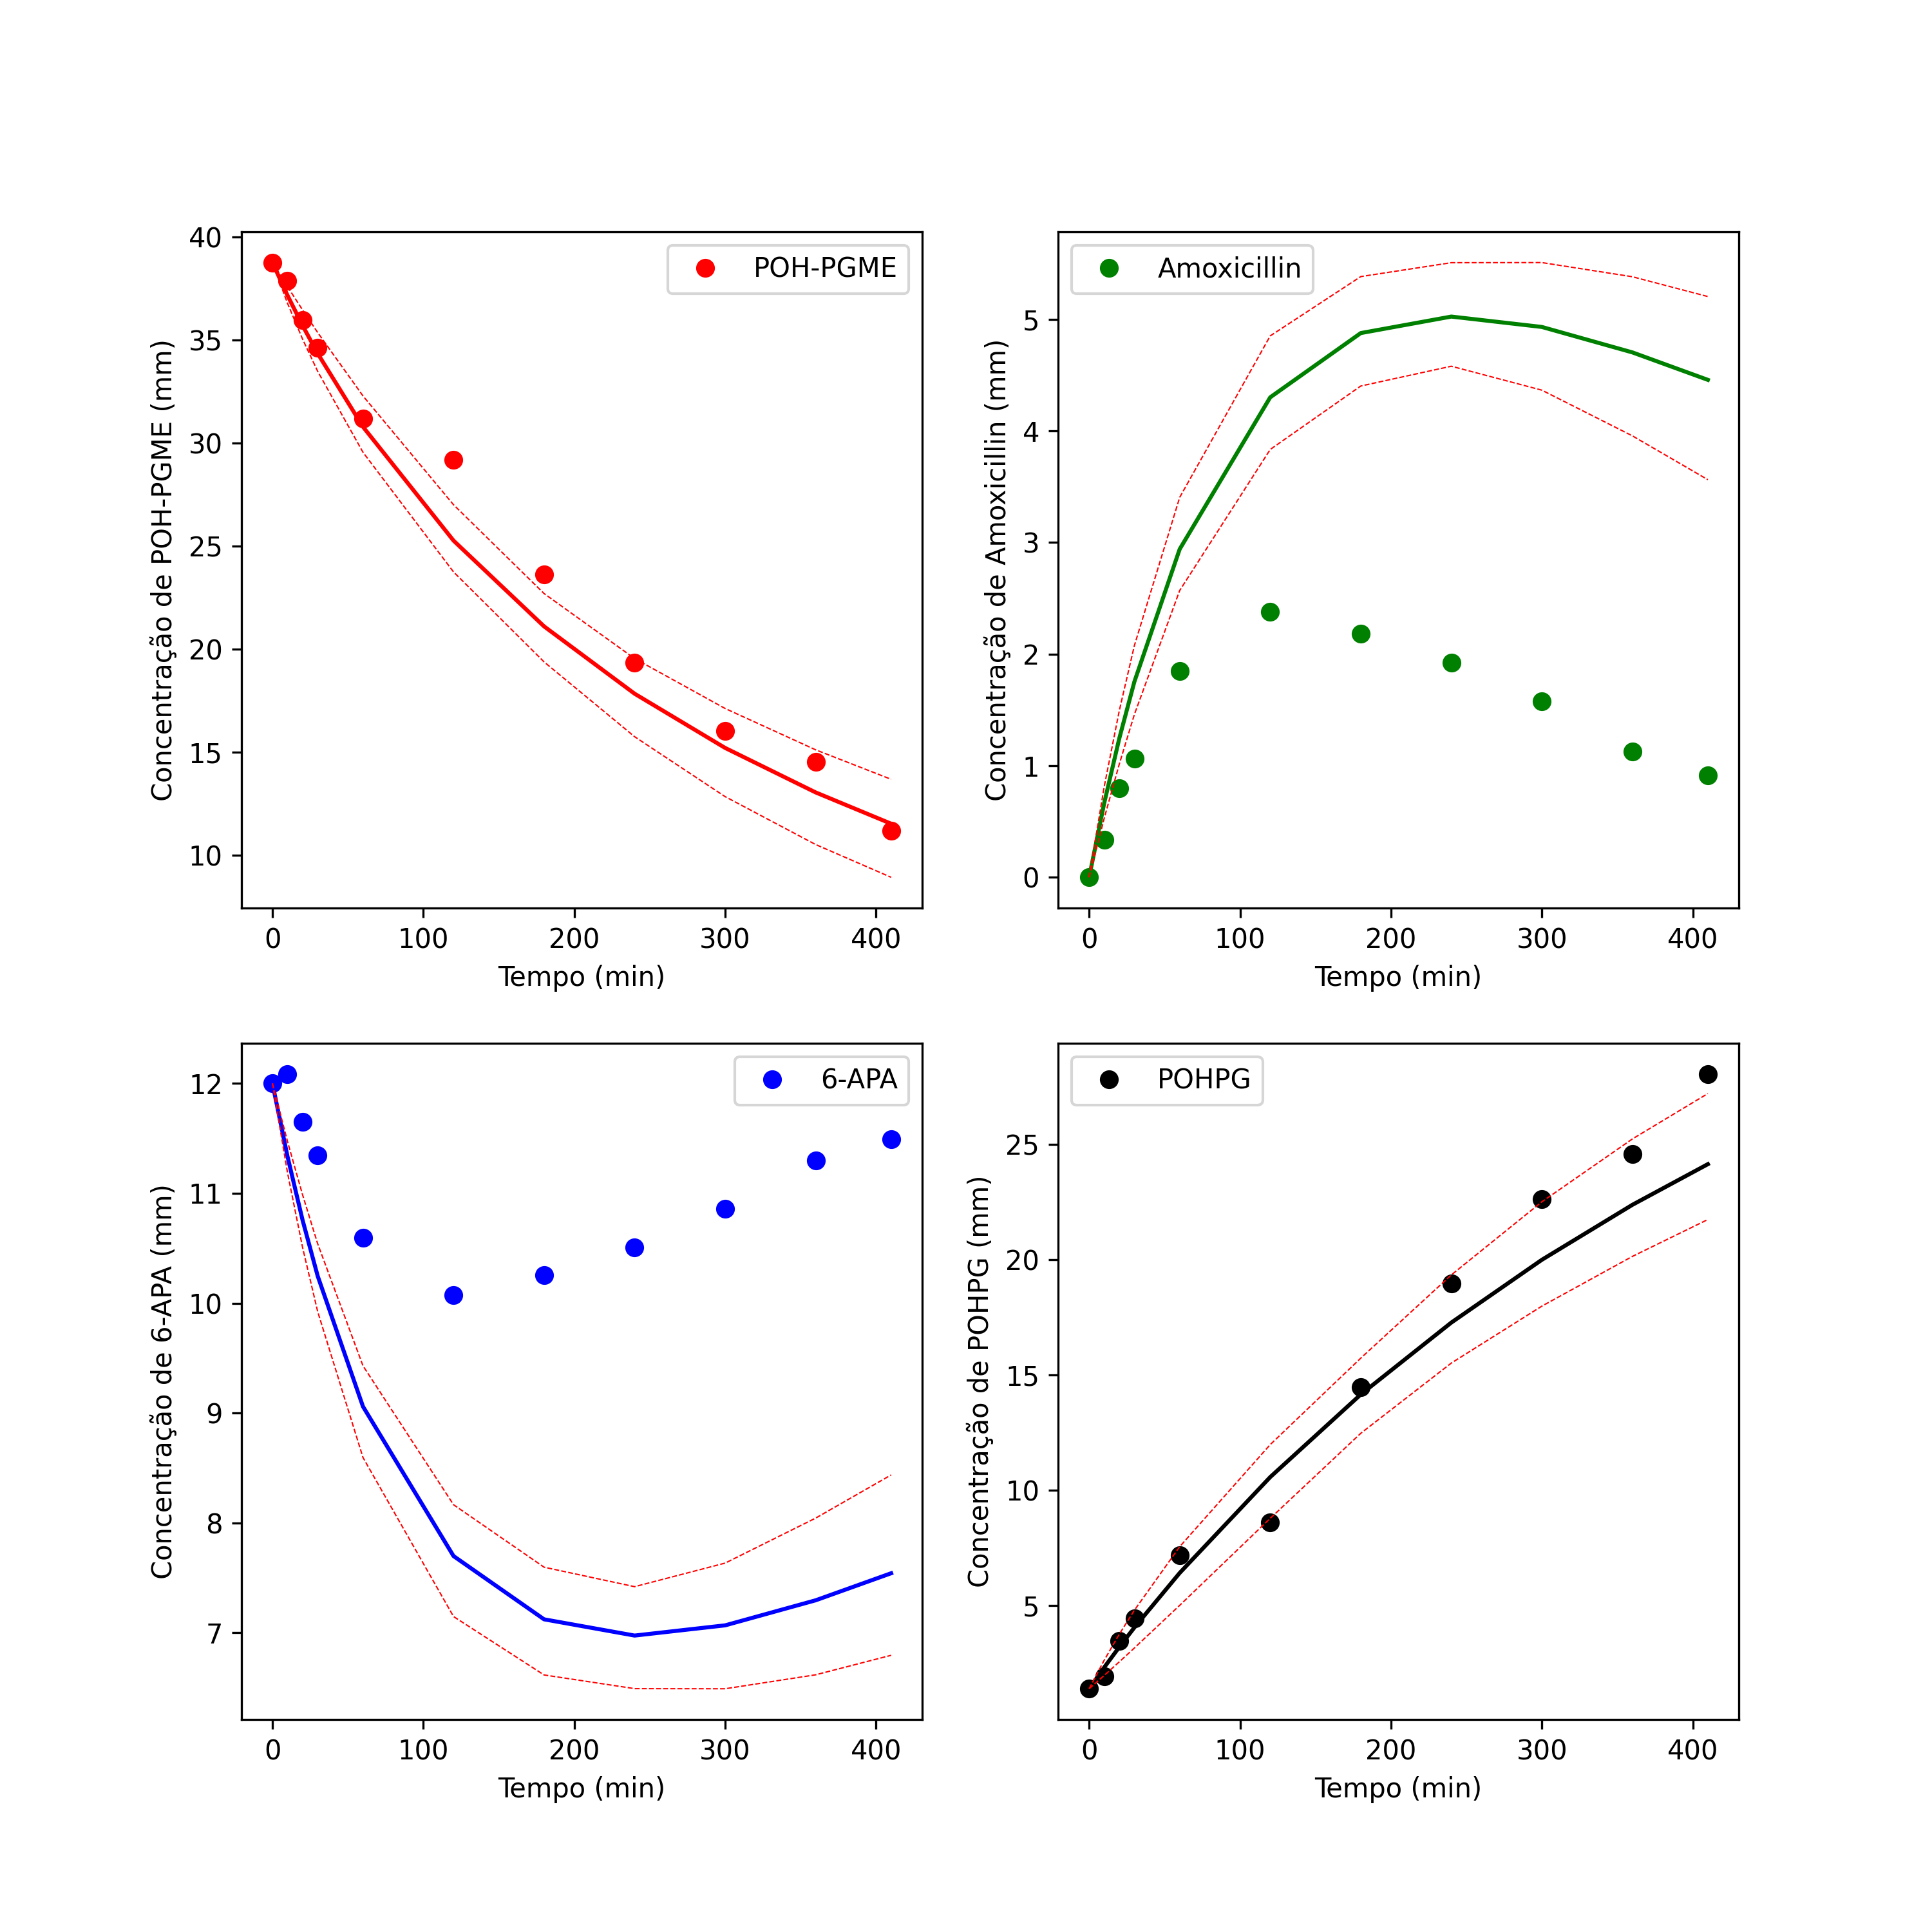 POH-PGME
40
35
30
25
20
15
10
Concentração de POH-PGME (mm)
0 100 200 300 400
Tempo (min)
Amoxicillin
5
4
3
2
1
0
Concentração de Amoxicillin (mm)
0 100 200 300 400
Tempo (min)
6-APA
12
11
10
9
8
7
Concentração de 6-APA (mm)
0 100 200 300 400
Tempo (min)
POHPG
25
20
15
10
5
Concentração de POHPG (mm)
0 100 200 300 400
Tempo (min)